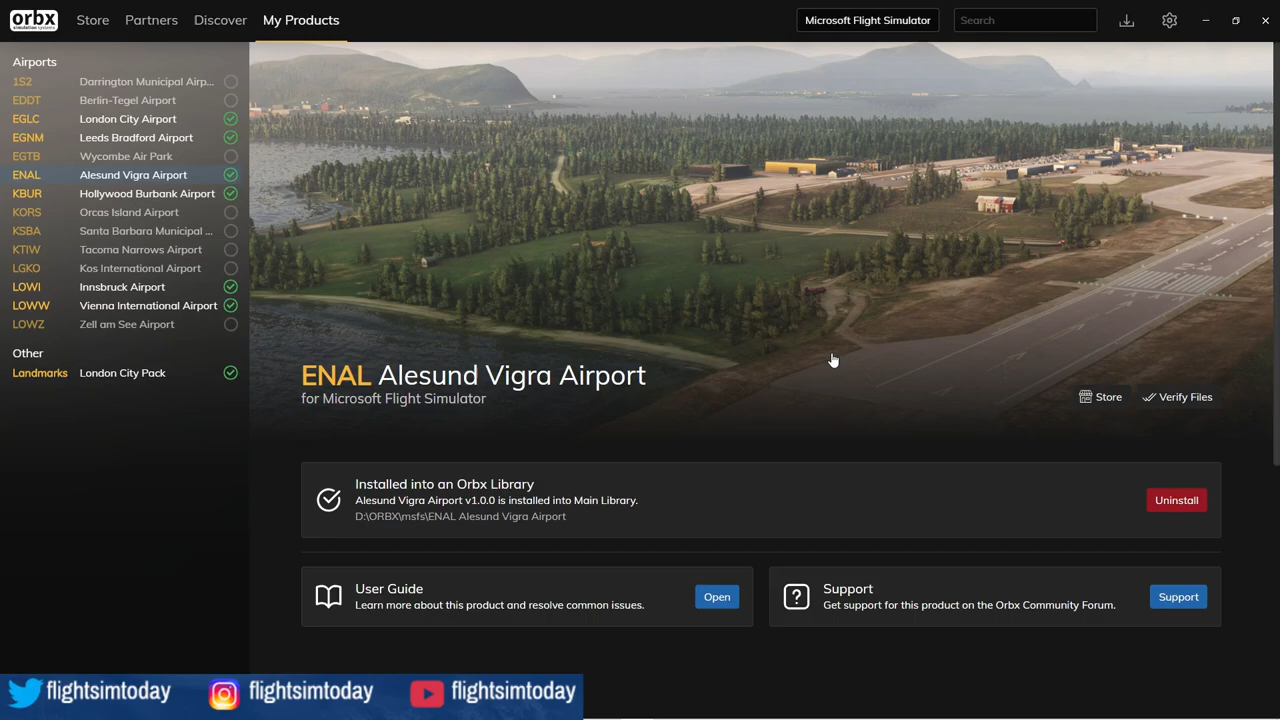 orbx
simulation systems
Store Partners Discover My Products
Microsoft Flight Simulator
Search
Airports
1S2 Darrington Municipal Airp...
EDDT Berlin-Tegel Airport
EGLC London City Airport
EGNM Leeds Bradford Airport
EGTB Wycombe Air Park
ENAL Alesund Vigra Airport
KBUR Hollywood Burbank Airport
KORS Orcas Island Airport
KSBA Santa Barbara Municipal ...
KTIW Tacoma Narrows Airport
LGKO Kos International Airport
LOWI Innsbruck Airport
LOWW Vienna International Airport
LOWZ Zell am See Airport
Other
Landmarks London City Pack
ENAL Alesund Vigra Airport
for Microsoft Flight Simulator
Store
Verify Files
Installed into an Orbx Library
Alesund Vigra Airport v1.0.0 is installed into Main Library.
D:\ORBX\msfs\ENAL Alesund Vigra Airport
Uninstall
User Guide
Learn more about this product and resolve common issues.
Open
Support
Get support for this product on the Orbx Community Forum.
Support
flightsimtoday flightsimtoday flightsimtoday